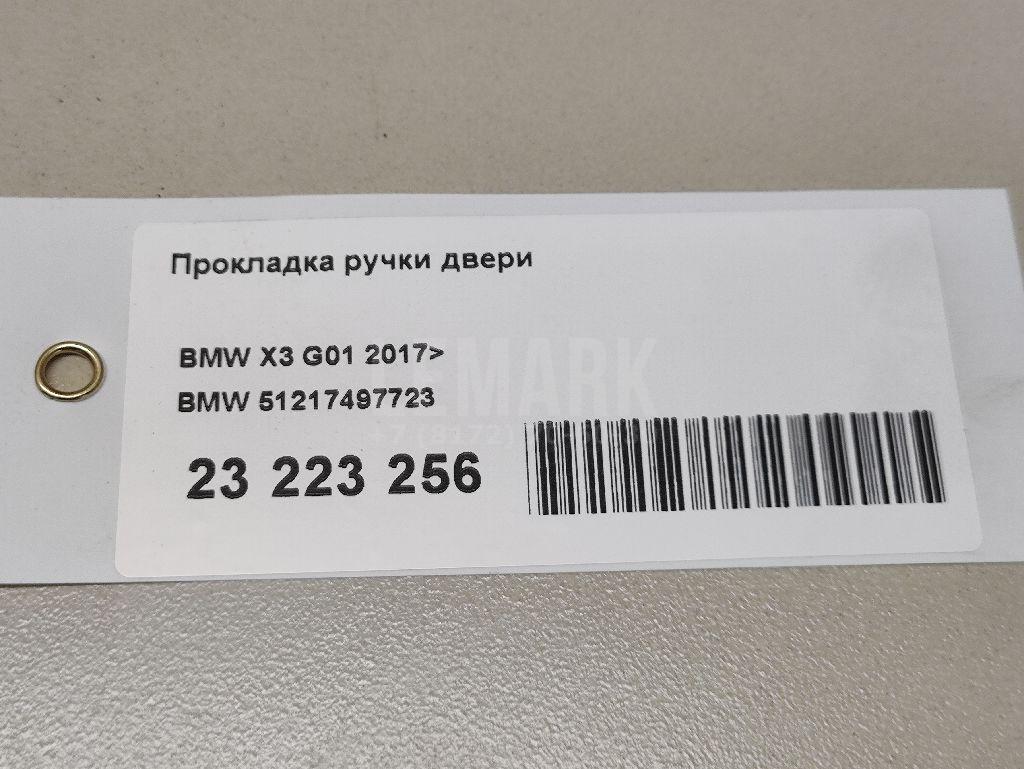 Прокладка ручки двери
BMW X3 G01 2017>
BMW 51217497723
23 223 256